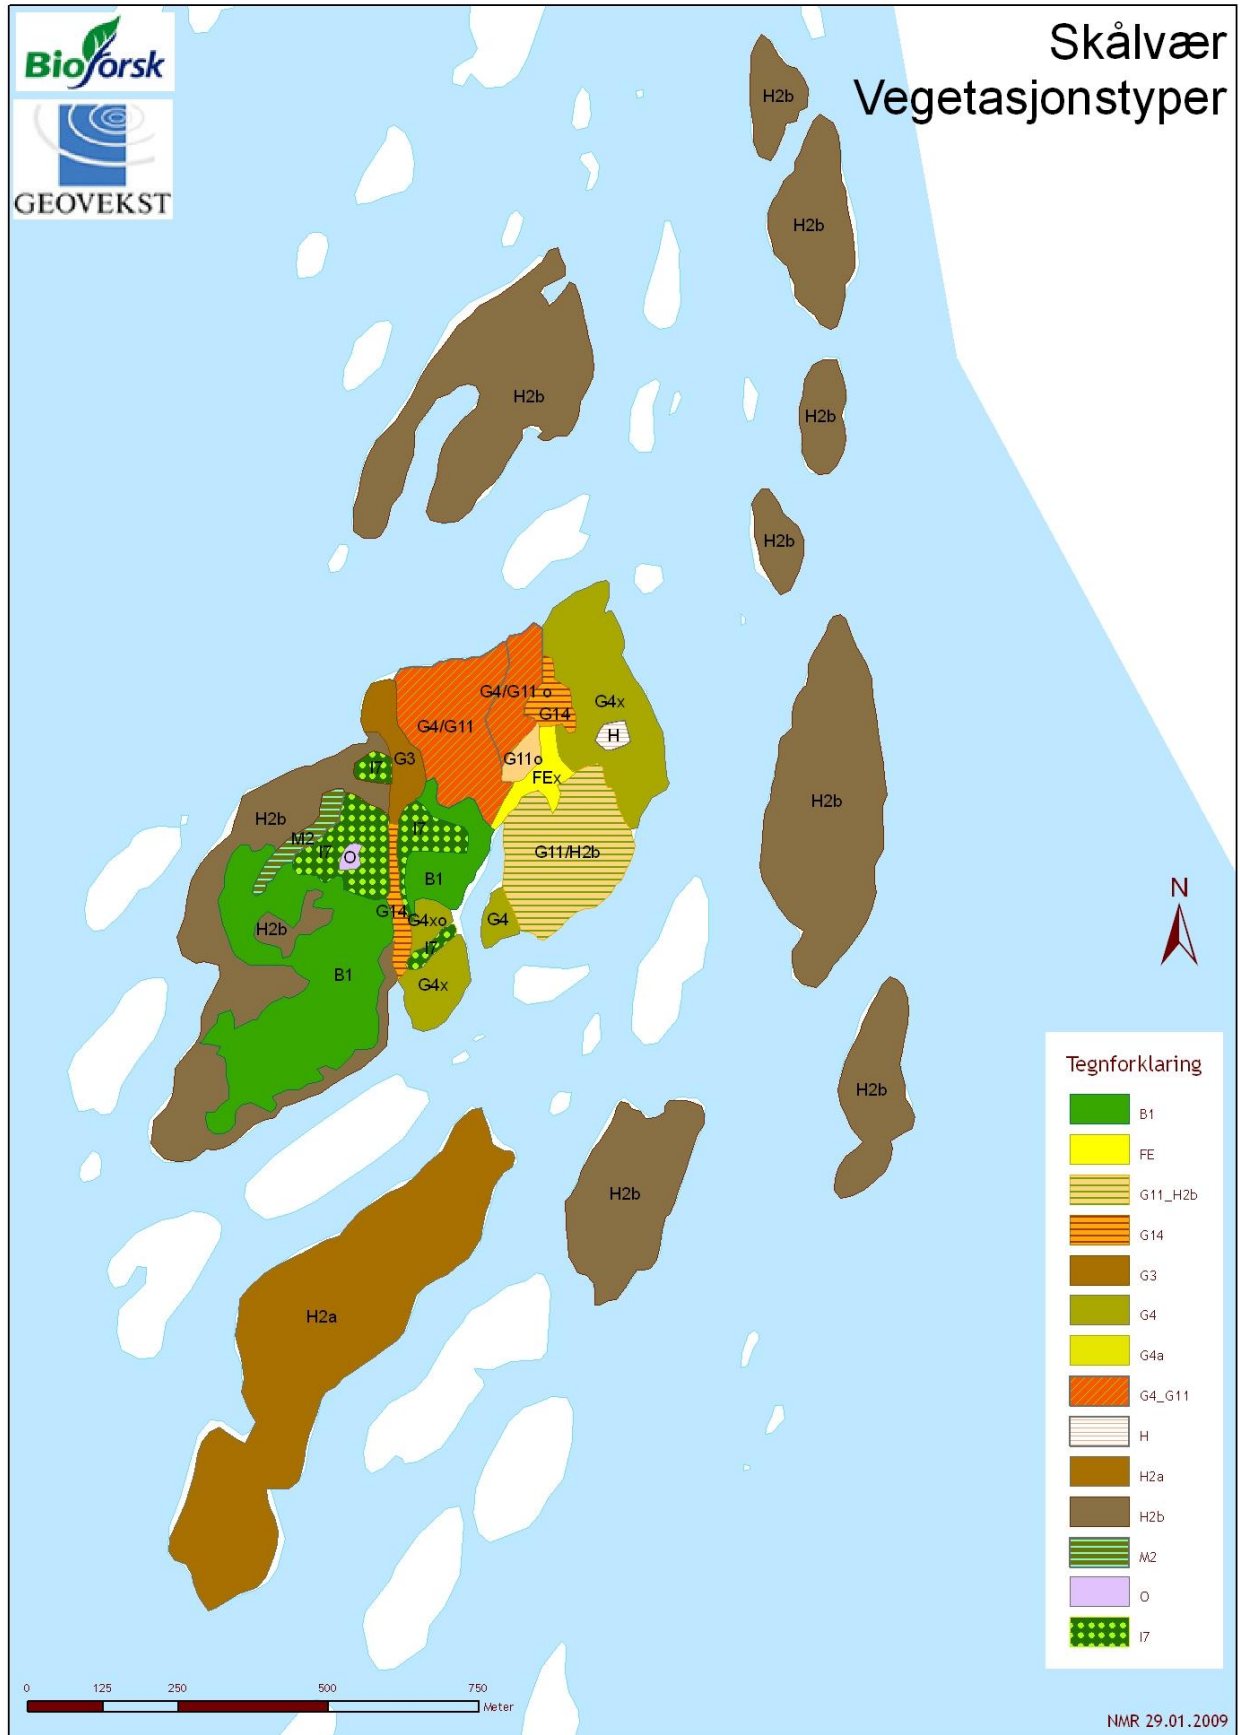 Bioforsk
GEOVEKST
Skålvær
Vegetasjonstyper
H2b
H2b
H2b
H2b
H2b
G4/G11 o
G4x
G14
G4/G11
H
G3
G11o
I7
FEx
H2b
H2b
I7
M2
I7
O
G11/H2b
B1
G14
G4xo
G4
H2b
I7
B1
G4x
H2b
H2b
H2a
N
Tegnforklaring
B1
FE
G11_H2b
G14
G3
G4
G4a
G4_G11
H
H2a
H2b
M2
O
I7
0 125 250 500 750
Meter
NMR 29.01.2009